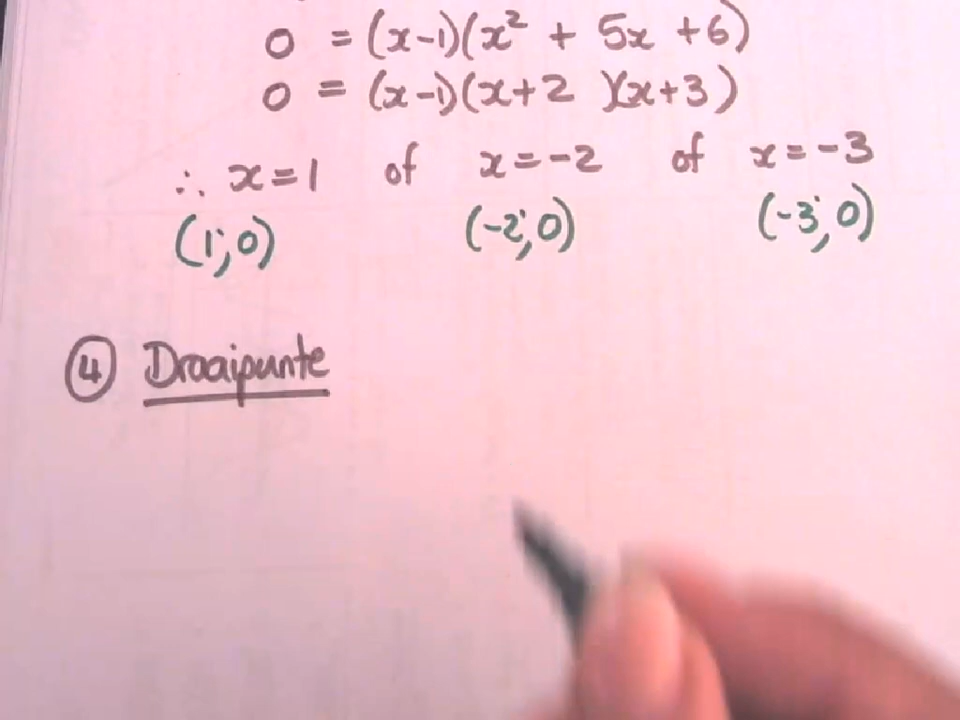 0 = (x-1)(x² + 5x +6)
0 = (x-1)(x+2 )(x+3)
∴ x=1 of x=-2 of x=-3
(1;0) (-2;0) (-3;0)
④ Draaipunte